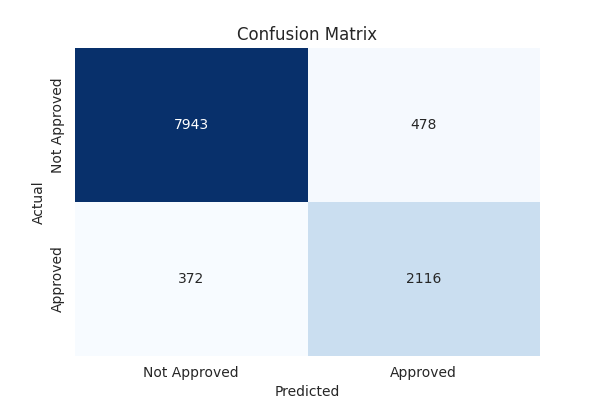 Confusion Matrix
Not Approved
7943
478
Actual
Approved
372
2116
Not Approved
Approved
Predicted